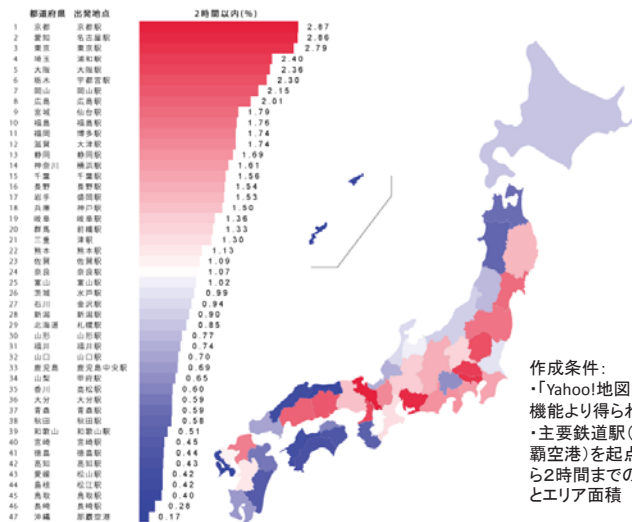 都道府県 出発地点 2時間以内(%)
1 京都 京都駅 2.87
2 愛知 名古屋駅 2.86
3 東京 東京駅 2.79
4 埼玉 浦和駅 2.40
5 大阪 大阪駅 2.36
6 栃木 宇都宮駅 2.30
7 岡山 岡山駅 2.15
8 広島 広島駅 2.01
9 宮城 仙台駅 1.79
10 福島 福島駅 1.76
11 福岡 博多駅 1.74
12 滋賀 大津駅 1.74
13 静岡 静岡駅 1.69
14 神奈川 横浜駅 1.61
15 千葉 千葉駅 1.56
16 長野 長野駅 1.54
17 岩手 盛岡駅 1.53
18 兵庫 神戸駅 1.50
19 岐阜 岐阜駅 1.36
20 群馬 前橋駅 1.33
21 三重 津駅 1.30
22 熊本 熊本駅 1.13
23 佐賀 佐賀駅 1.09
24 奈良 奈良駅 1.07
25 富山 富山駅 1.02
26 茨城 水戸駅 0.99
27 石川 金沢駅 0.94
28 新潟 新潟駅 0.90
29 北海道 札幌駅 0.85
30 山形 山形駅 0.77
31 福井 福井駅 0.74
32 山口 山口駅 0.70
33 鹿児島 鹿児島中央駅 0.69
34 山梨 甲府駅 0.65
35 香川 高松駅 0.60
36 大分 大分駅 0.59
37 青森 青森駅 0.59
38 秋田 秋田駅 0.58
39 和歌山 和歌山駅 0.51
40 宮崎 宮崎駅 0.45
41 徳島 徳島駅 0.44
42 高知 高知駅 0.43
43 愛媛 松山駅 0.42
44 島根 松江駅 0.42
45 鳥取 鳥取駅 0.40
46 長崎 長崎駅 0.28
47 沖縄 那覇空港 0.17
作成条件：
・「Yahoo!地図
機能より得られ
・主要鉄道駅(
覇空港)を起点
ら2時間までの
とエリア面積